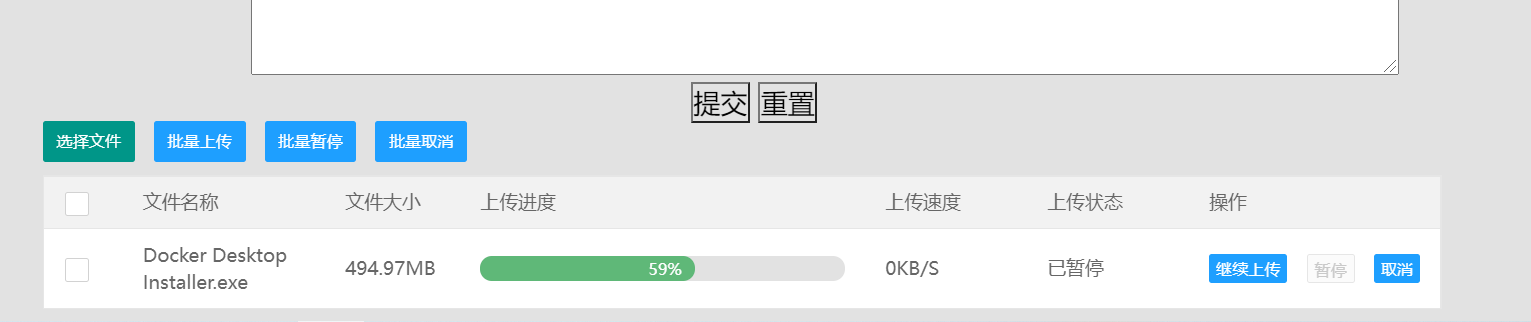 提交 重置
选择文件 批量上传 批量暂停 批量取消
文件名称 文件大小 上传进度 上传速度 上传状态 操作
Docker Desktop
Installer.exe 494.97MB 59% 0KB/S 已暂停 继续上传 暂停 取消